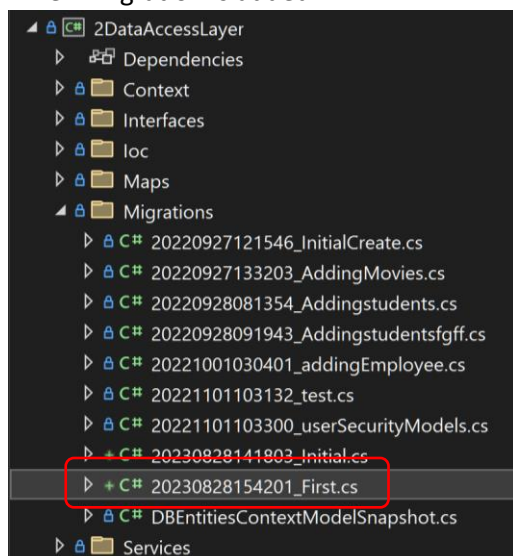 2DataAccessLayer
Dependencies
Context
Interfaces
Ioc
Maps
Migrations
C# 20220927121546_InitialCreate.cs
C# 20220927133203_AddingMovies.cs
C# 20220928081354_Addingstudents.cs
C# 20220928091943_Addingstudentsfgff.cs
C# 20221001030401_addingEmployee.cs
C# 20221101103132_test.cs
C# 20221101103300_userSecurityModels.cs
+ C# 20230828141803_Initial.cs
+ C# 20230828154201_First.cs
C# DBEntitiesContextModelSnapshot.cs
Services